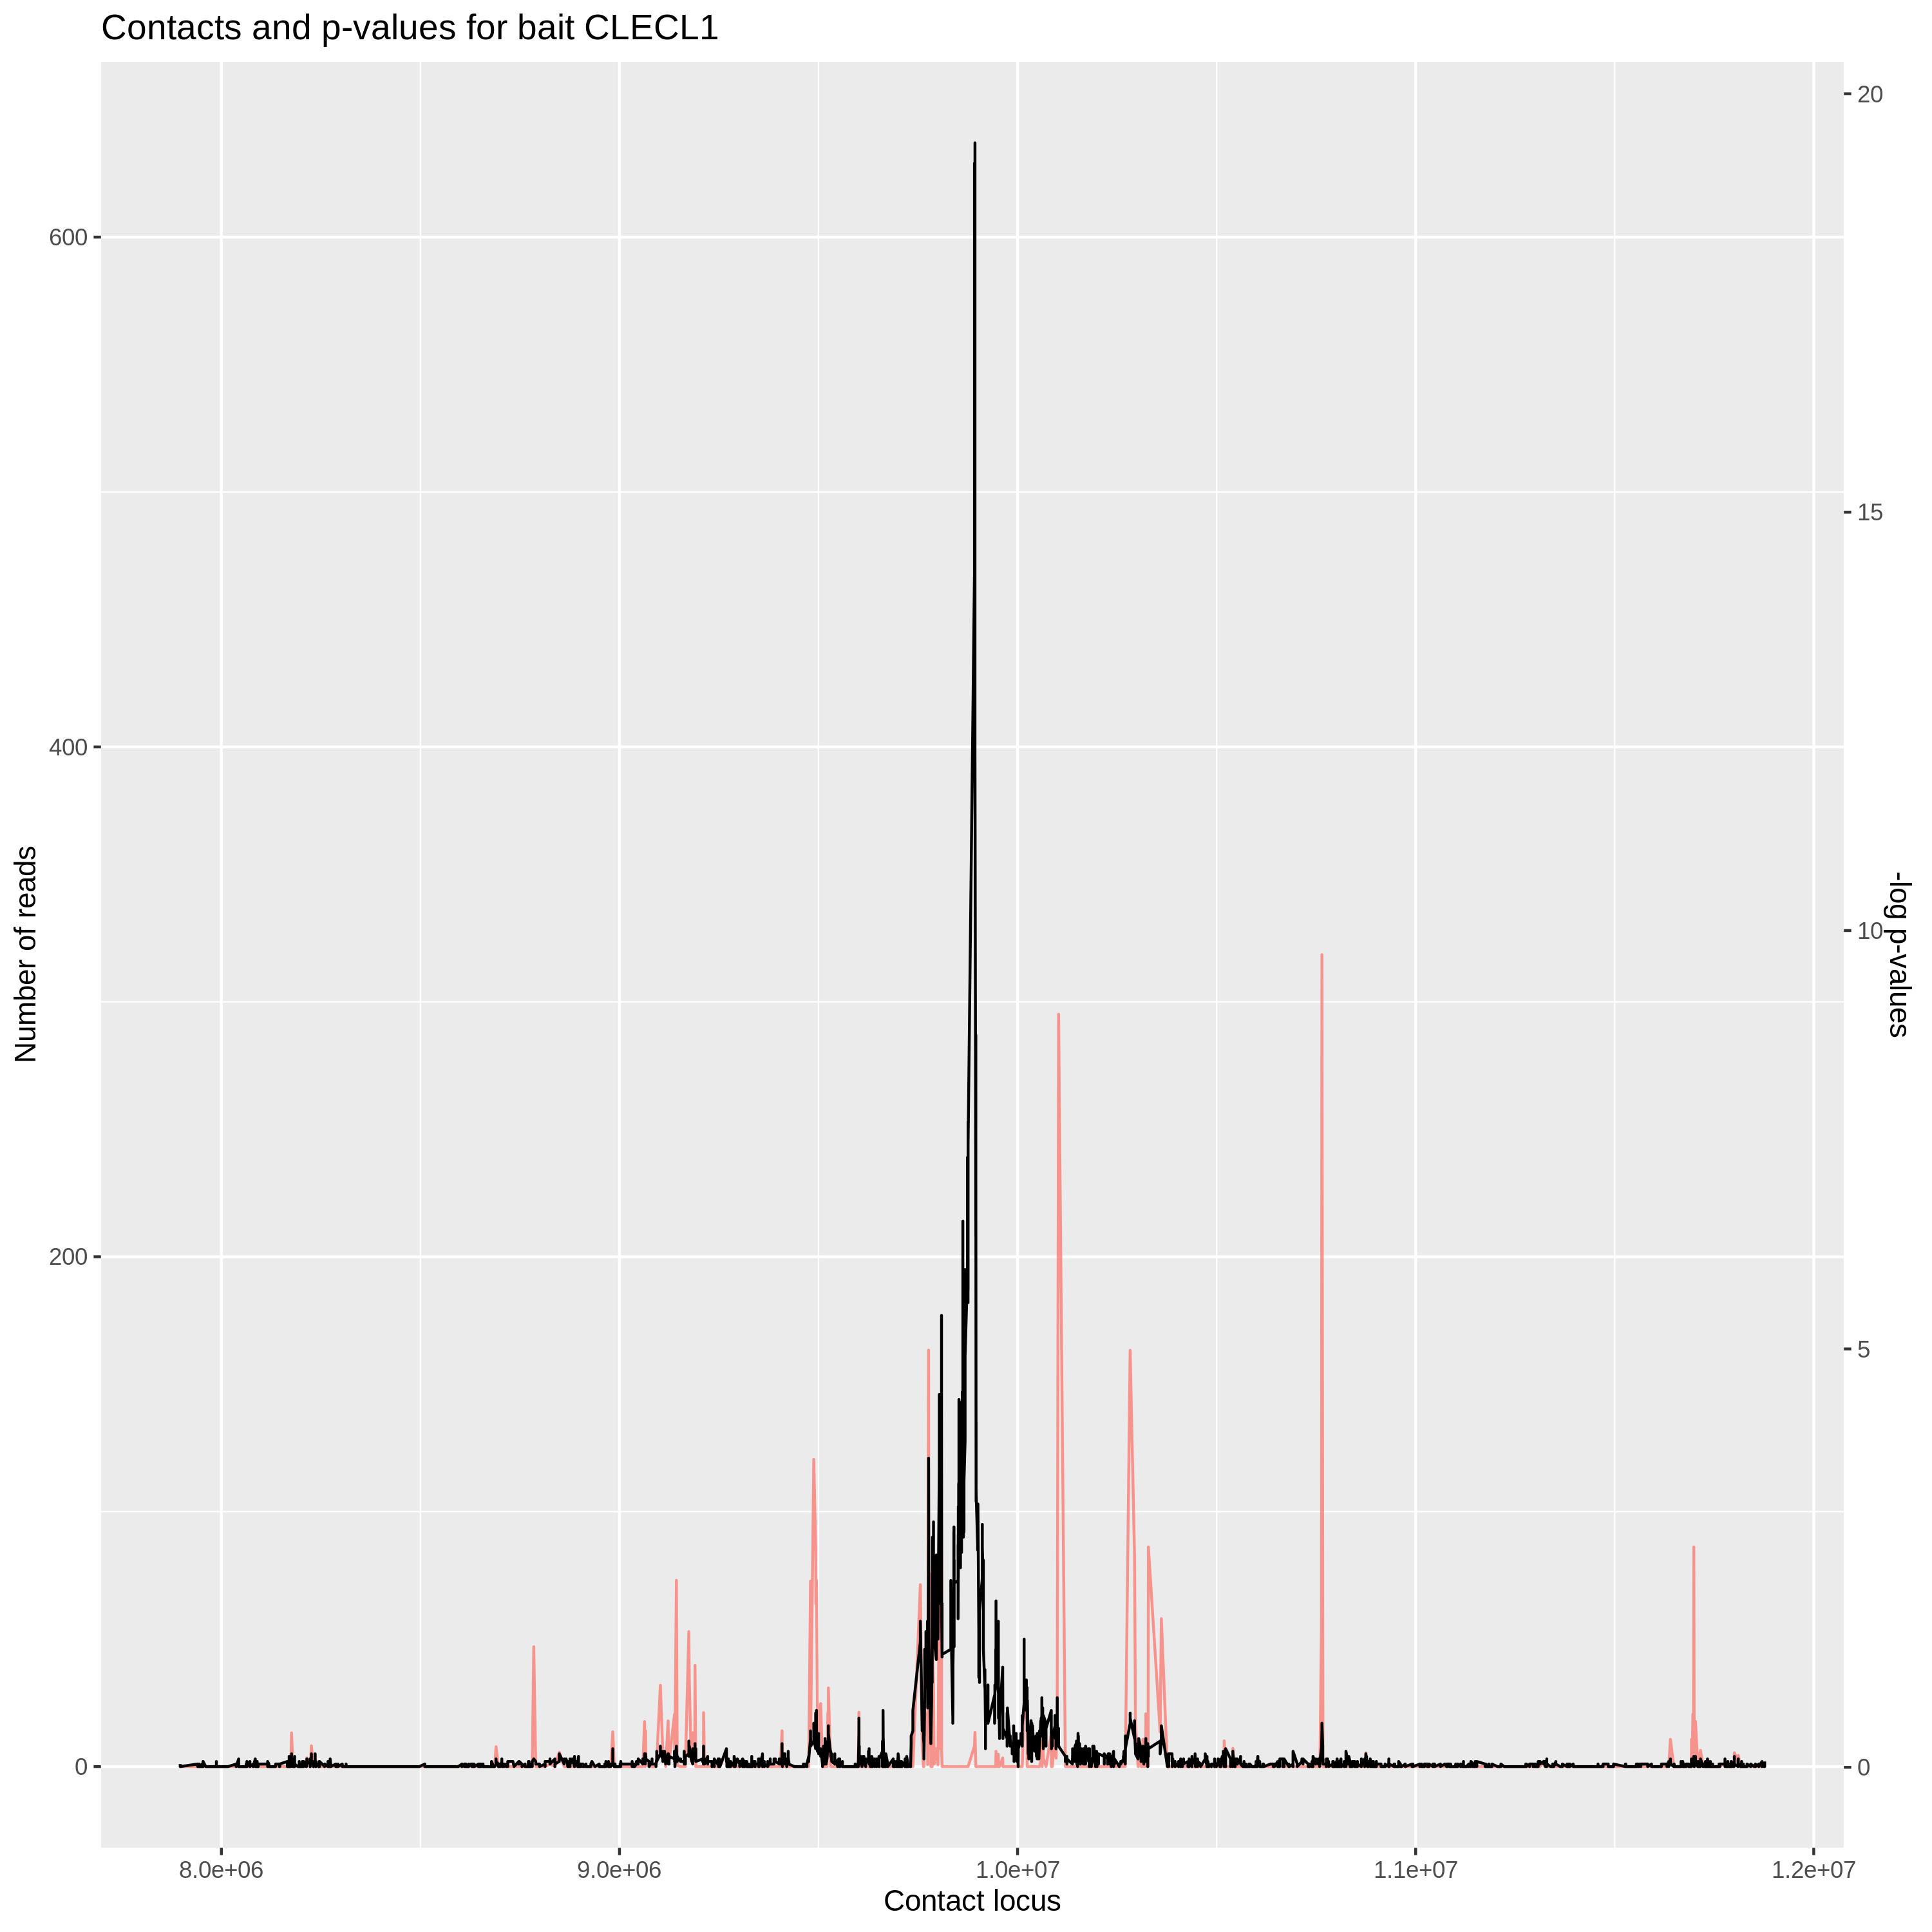 Contacts and p-values for bait CLECL1
20
600
15
400
Number of reads
10
-log p-values
200
5
0
0
8.0e+06
9.0e+06
1.0e+07
1.1e+07
1.2e+07
Contact locus